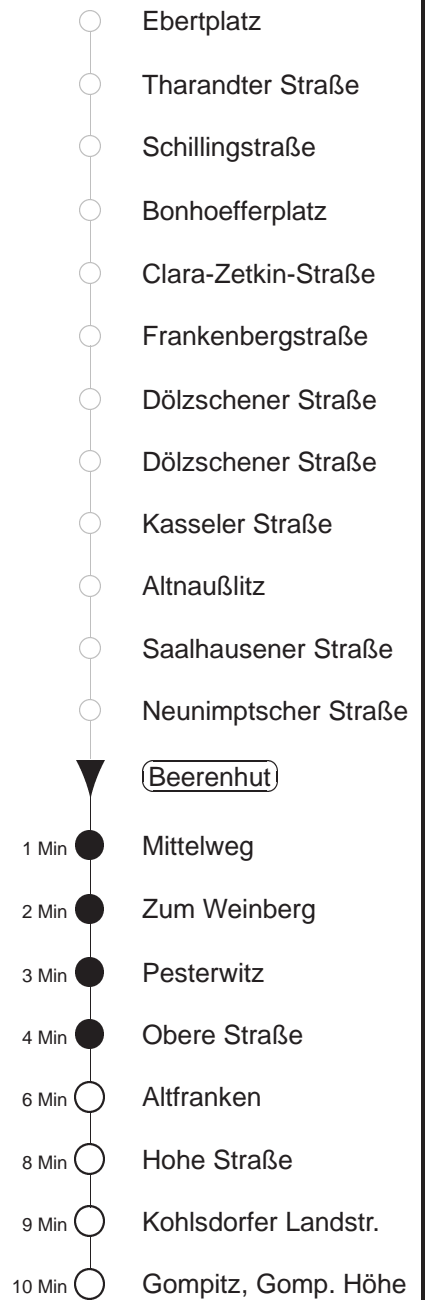 Ebertplatz
Tharandter Straße
Schillingstraße
Bonhoefferplatz
Clara-Zetkin-Straße
Frankenbergstraße
Dölzschener Straße
Dölzschener Straße
Kasseler Straße
Altnaußlitz
Saalhausener Straße
Neunimptscher Straße
Beerenhut
1 Min Mittelweg
2 Min Zum Weinberg
3 Min Pesterwitz
4 Min Obere Straße
6 Min Altfranken
8 Min Hohe Straße
9 Min Kohlsdorfer Landstr.
10 Min Gompitz, Gomp. Höhe